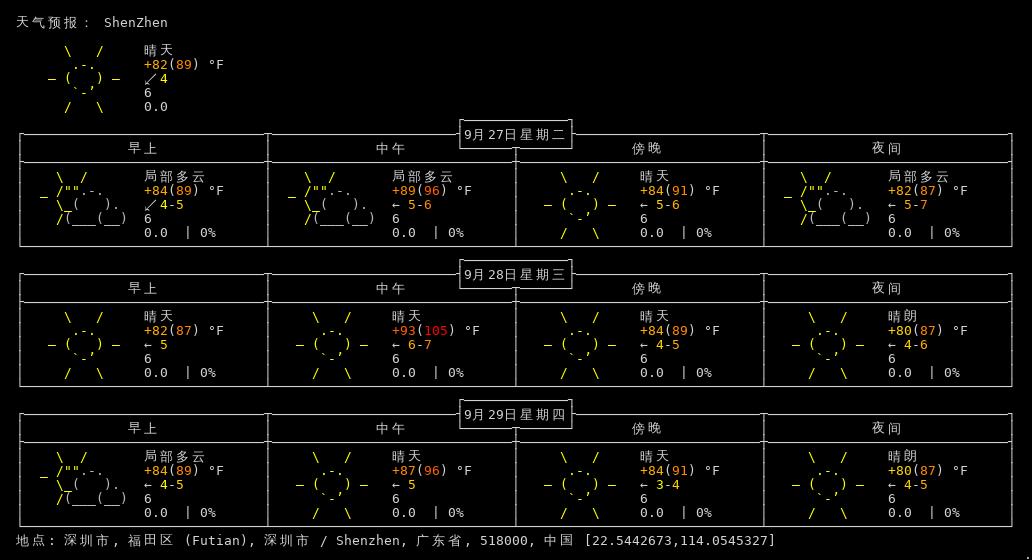 天气预报: ShenZhen
晴天
+82(89) °F
↙ 4
6
0.0
9月27日星期二
早上 中午 傍晚 夜间
局部多云 局部多云 晴天 局部多云
+84(89) °F +89(96) °F +84(91) °F +82(87) °F
↙ 4-5 ← 5-6 ← 5-6 ← 5-7
6 6 6 6
0.0 | 0% 0.0 | 0% 0.0 | 0% 0.0 | 0%
9月28日星期三
早上 中午 傍晚 夜间
晴天 晴天 晴天 晴朗
+82(87) °F +93(105) °F +84(89) °F +80(87) °F
← 5 ← 6-7 ← 4-5 ← 4-6
6 6 6 6
0.0 | 0% 0.0 | 0% 0.0 | 0% 0.0 | 0%
9月29日星期四
早上 中午 傍晚 夜间
局部多云 晴天 晴天 晴朗
+84(89) °F +87(96) °F +84(91) °F +80(87) °F
← 4-5 ← 5 ← 3-4 ← 4-5
6 6 6 6
0.0 | 0% 0.0 | 0% 0.0 | 0% 0.0 | 0%
地点: 深圳市, 福田区 (Futian), 深圳市 / Shenzhen, 广东省, 518000, 中国 [22.5442673,114.0545327]